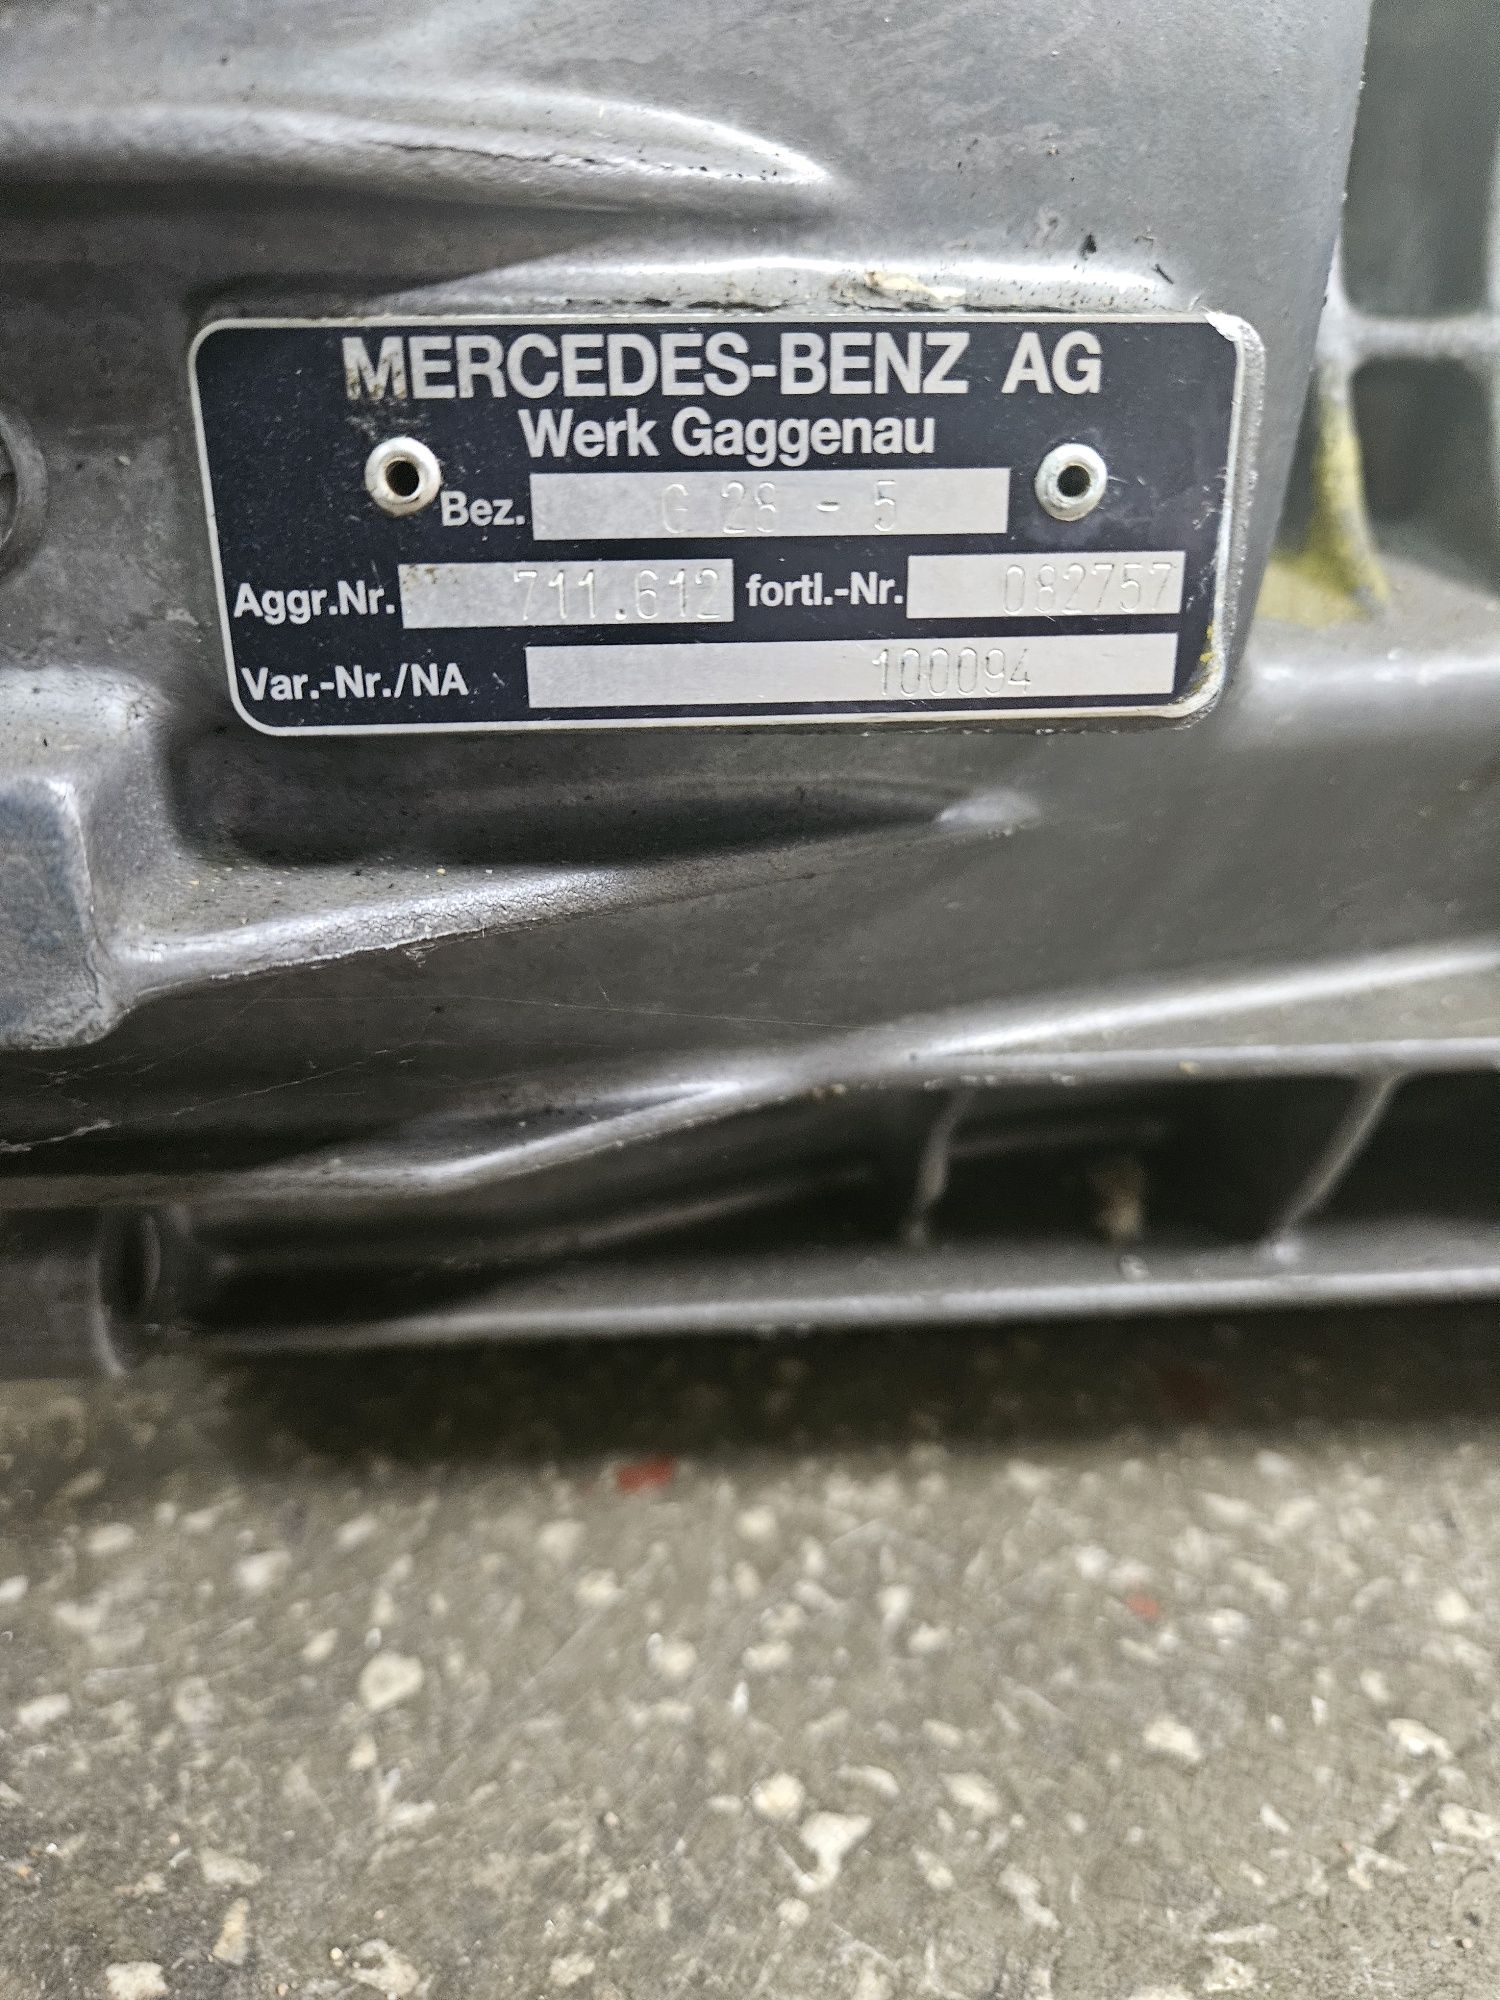 MERCEDES-BENZ AG
Werk Gaggenau
Bez. G 28 - 5
Aggr.Nr. 711.612 fortl.-Nr. 082757
Var.-Nr./NA 100094